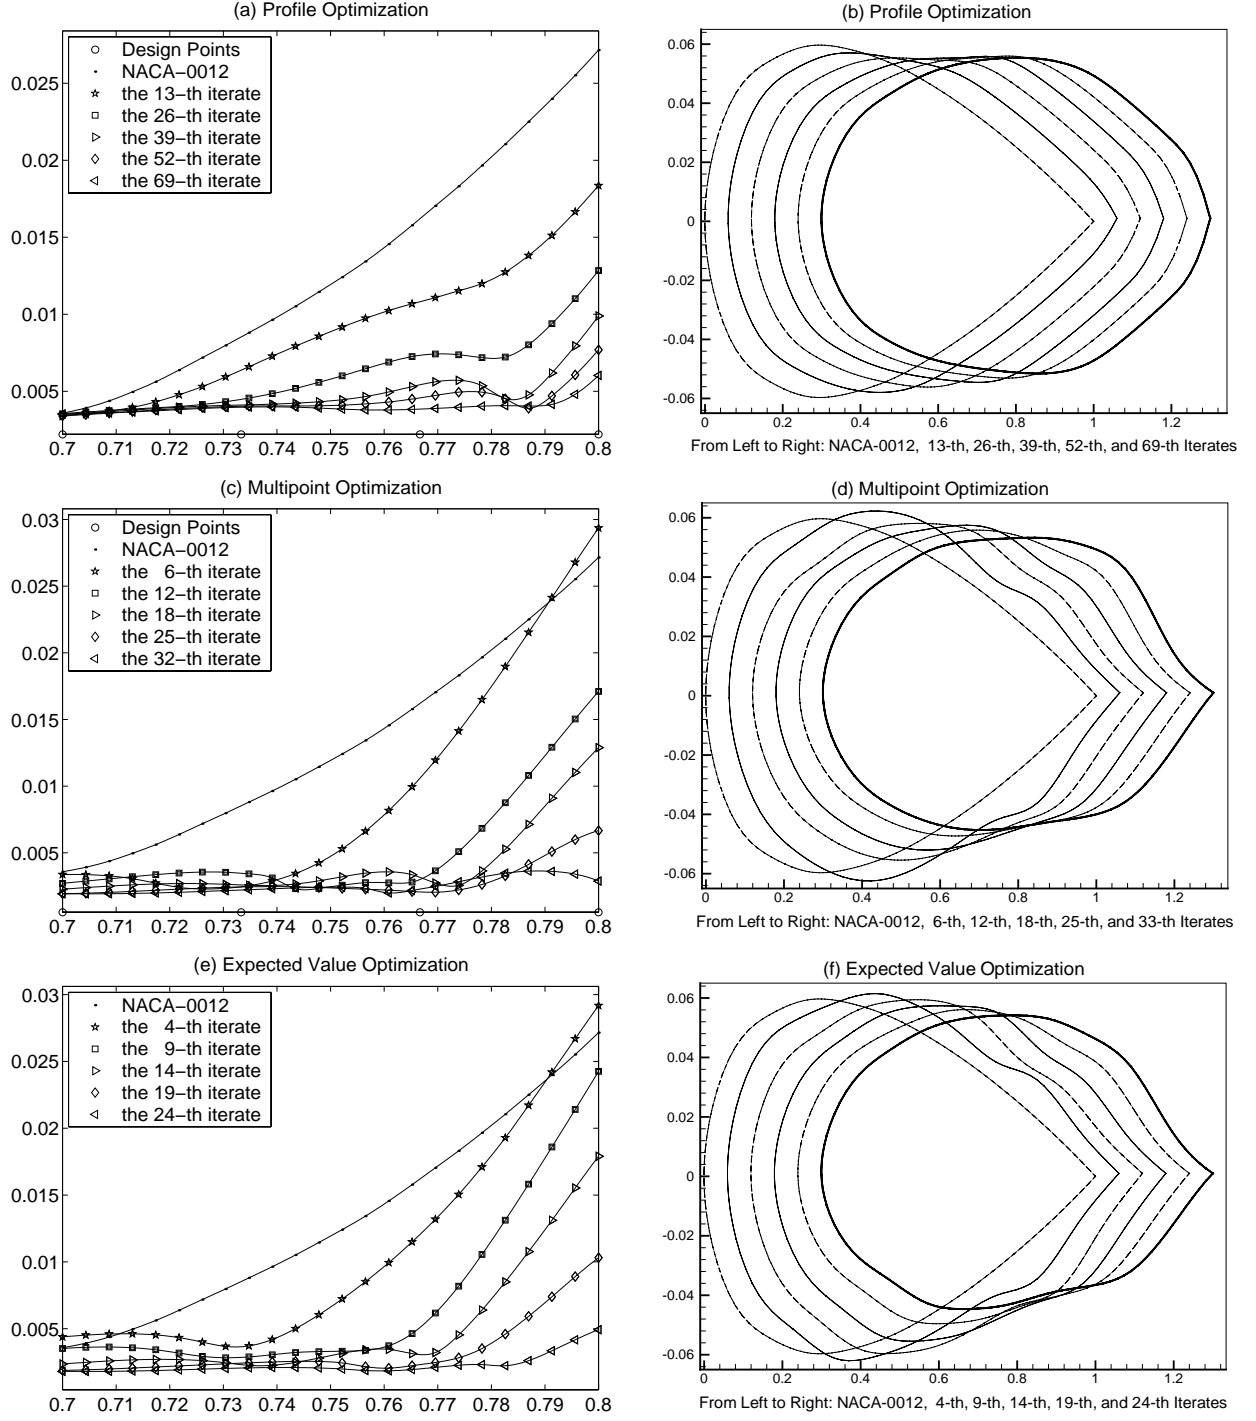 (a) Profile Optimization
0.025
0.02
0.015
0.01
0.005
Design Points
NACA−0012
the 13−th iterate
the 26−th iterate
the 39−th iterate
the 52−th iterate
the 69−th iterate
0.7 0.71 0.72 0.73 0.74 0.75 0.76 0.77 0.78 0.79 0.8
(b) Profile Optimization
0.06
0.04
0.02
0
-0.02
-0.04
-0.06
0 0.2 0.4 0.6 0.8 1 1.2
From Left to Right: NACA-0012, 13-th, 26-th, 39-th, 52-th, and 69-th Iterates
(c) Multipoint Optimization
0.03
0.025
0.02
0.015
0.01
0.005
Design Points
NACA−0012
the 6−th iterate
the 12−th iterate
the 18−th iterate
the 25−th iterate
the 32−th iterate
0.7 0.71 0.72 0.73 0.74 0.75 0.76 0.77 0.78 0.79 0.8
(d) Multipoint Optimization
0.06
0.04
0.02
0
-0.02
-0.04
-0.06
0 0.2 0.4 0.6 0.8 1 1.2
From Left to Right: NACA-0012, 6-th, 12-th, 18-th, 25-th, and 33-th Iterates
(e) Expected Value Optimization
0.03
0.025
0.02
0.015
0.01
0.005
NACA−0012
the 4−th iterate
the 9−th iterate
the 14−th iterate
the 19−th iterate
the 24−th iterate
0.7 0.71 0.72 0.73 0.74 0.75 0.76 0.77 0.78 0.79 0.8
(f) Expected Value Optimization
0.06
0.04
0.02
0
-0.02
-0.04
-0.06
0 0.2 0.4 0.6 0.8 1 1.2
From Left to Right: NACA-0012, 4-th, 9-th, 14-th, 19-th, and 24-th Iterates